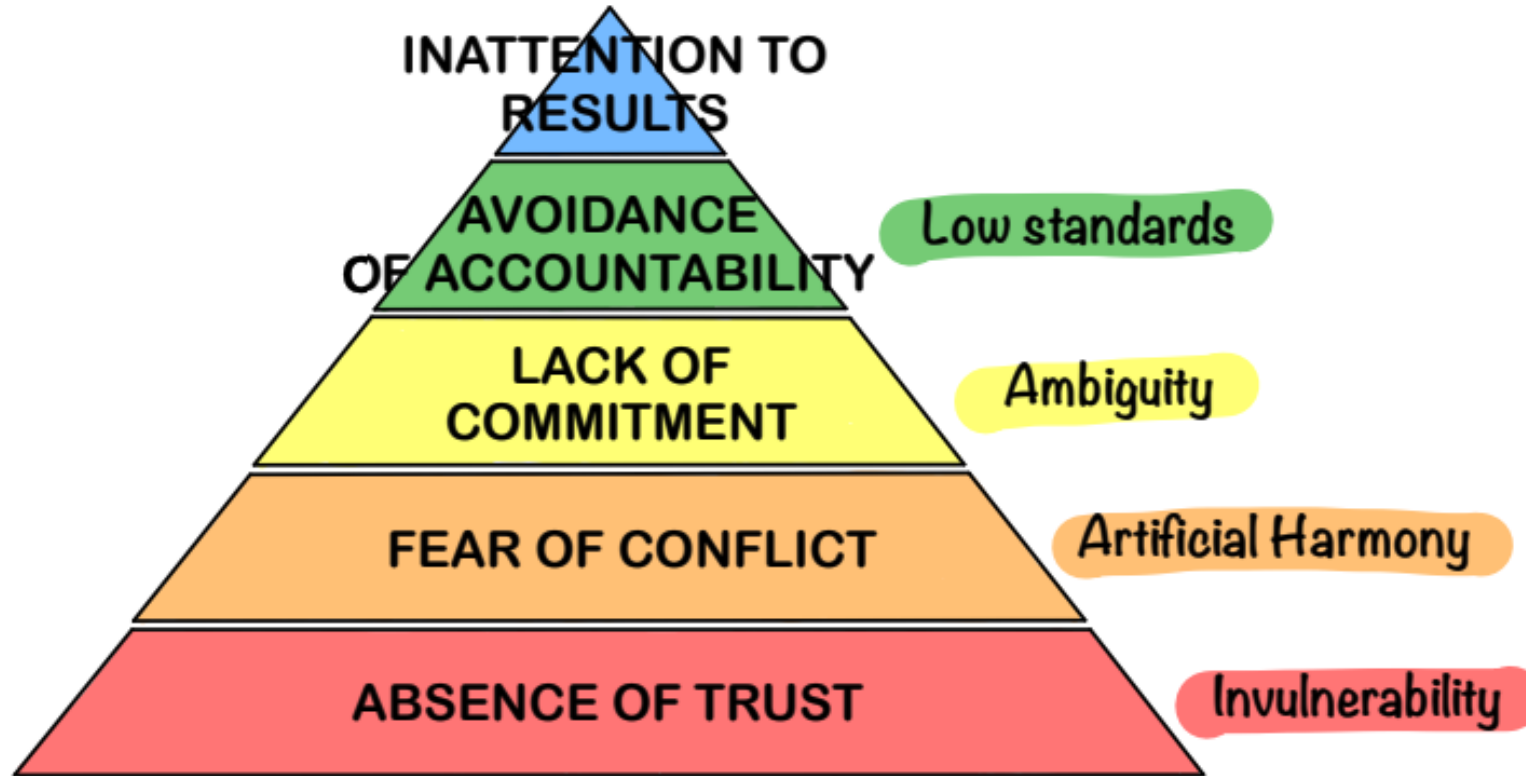 INATTENTION TO
RESULTS
AVOIDANCE
OF ACCOUNTABILITY
Low standards
LACK OF
COMMITMENT
Ambiguity
FEAR OF CONFLICT
Artificial Harmony
ABSENCE OF TRUST
Invulnerability